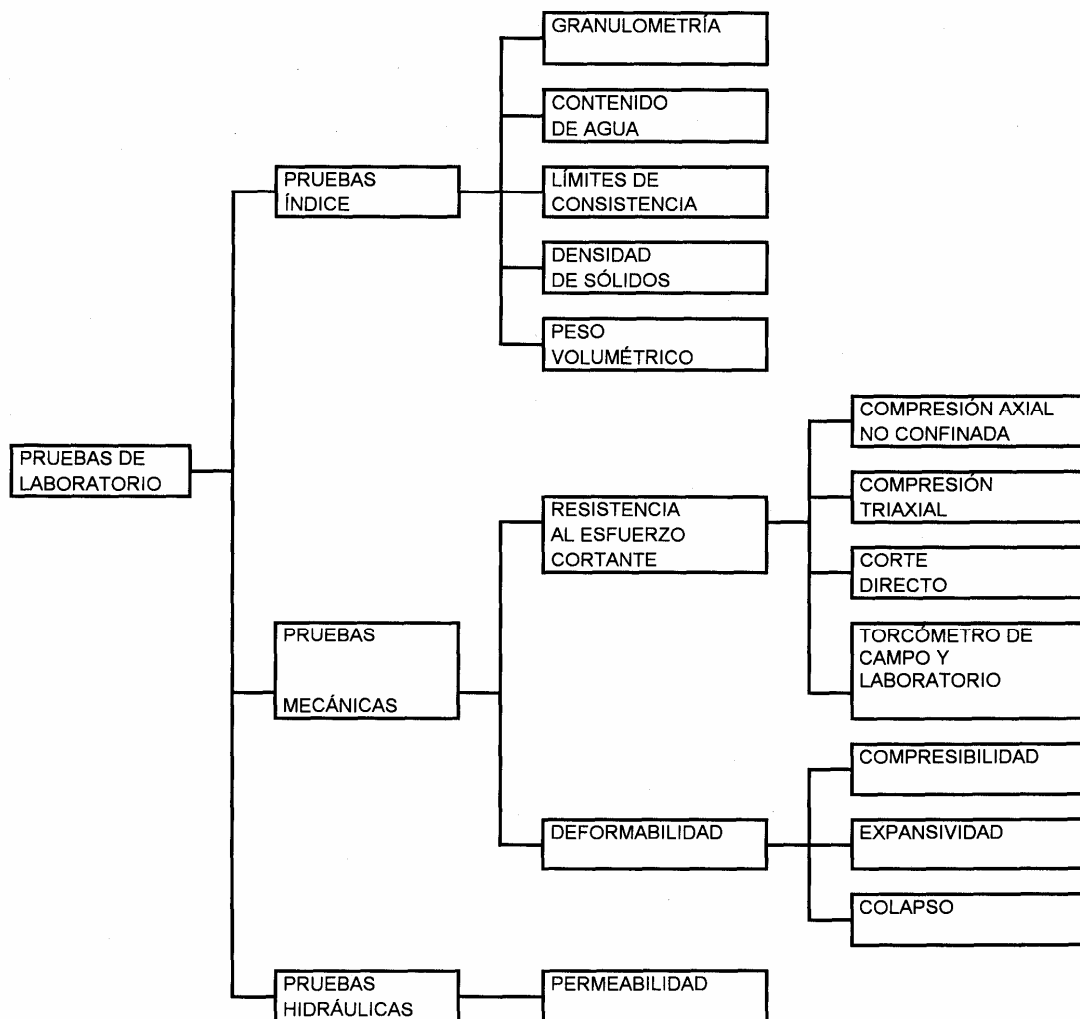 GRANULOMETRÍA
CONTENIDO
DE AGUA
PRUEBAS
ÍNDICE
LÍMITES DE
CONSISTENCIA
DENSIDAD
DE SÓLIDOS
PESO
VOLUMÉTRICO
PRUEBAS DE
LABORATORIO
COMPRESIÓN AXIAL
NO CONFINADA
RESISTENCIA
AL ESFUERZO
CORTANTE
COMPRESIÓN
TRIAXIAL
CORTE
DIRECTO
TORCÓMETRO DE
CAMPO Y
LABORATORIO
PRUEBAS
MECÁNICAS
DEFORMABILIDAD
COMPRESIBILIDAD
EXPANSIVIDAD
COLAPSO
PRUEBAS
HIDRÁULICAS
PERMEABILIDAD